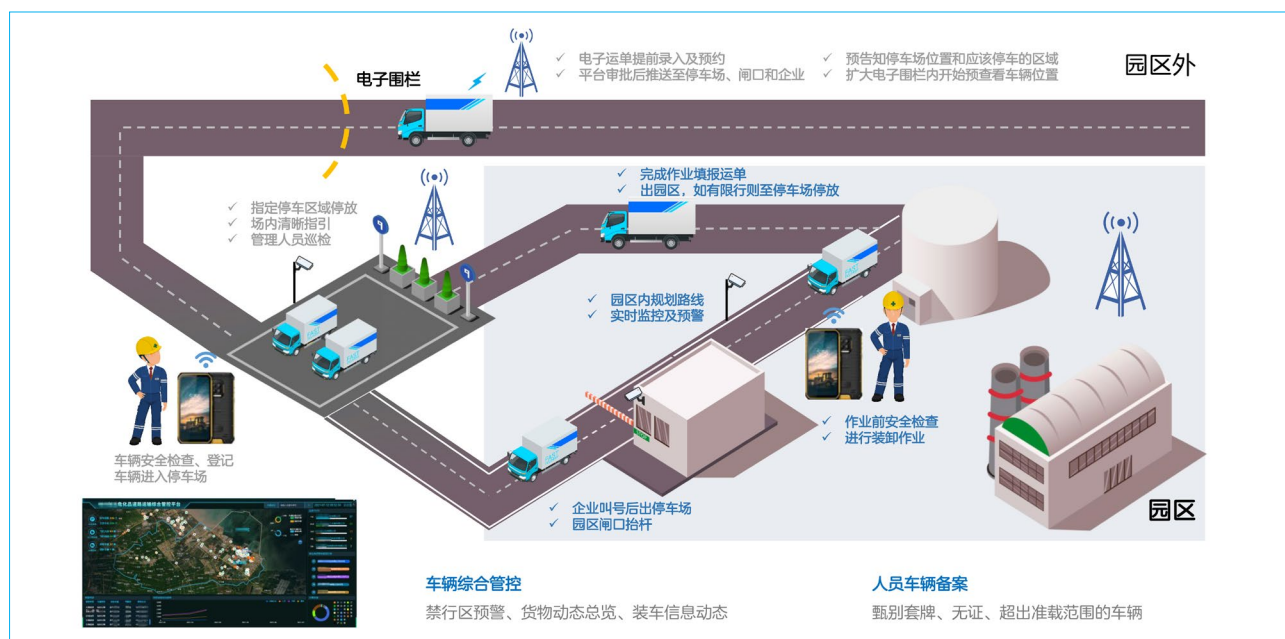 电子运单提前录入及预约
平台审批后推送至停车场、闸口和企业
预告知停车场位置和应该停车的区域
扩大电子围栏内开始预查看车辆位置
园区外
电子围栏
完成作业填报运单
出园区，如有限行则至停车场停放
指定停车区域停放
场内清晰指引
管理人员巡检
园区内规划路线
实时监控及预警
作业前安全检查
进行装卸作业
车辆安全检查、登记
车辆进入停车场
企业叫号后出停车场
园区闸口抬杆
园区
车辆综合管控
禁行区预警、货物动态总览、装车信息动态
人员车辆备案
甄别套牌、无证、超出准载范围的车辆